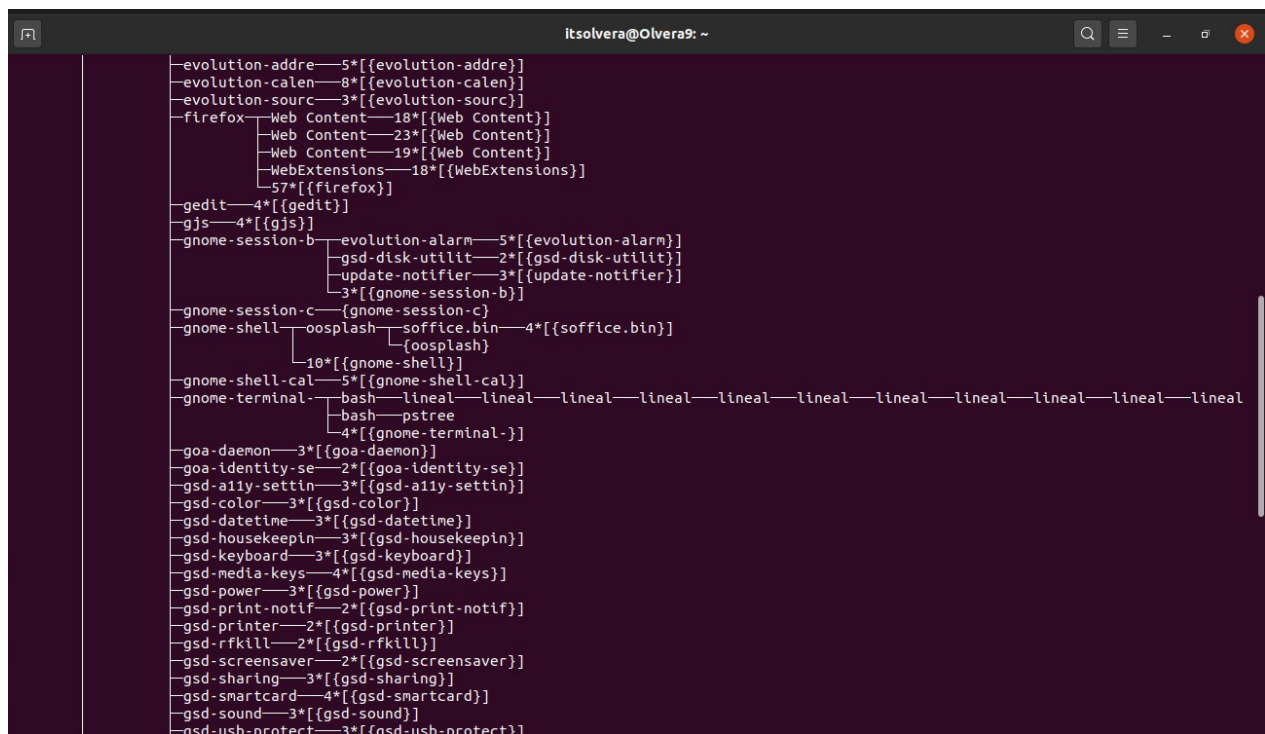 itsolvera@Olvera9: ~
├─evolution-addre───5*[{evolution-addre}]
├─evolution-calen───8*[{evolution-calen}]
├─evolution-sourc───3*[{evolution-sourc}]
├─firefox─┬─Web Content───18*[{Web Content}]
│         ├─Web Content───23*[{Web Content}]
│         ├─Web Content───19*[{Web Content}]
│         ├─WebExtensions───18*[{WebExtensions}]
│         └─57*[{firefox}]
├─gedit───4*[{gedit}]
├─gjs───4*[{gjs}]
├─gnome-session-b─┬─evolution-alarm───5*[{evolution-alarm}]
│                 ├─gsd-disk-utilit───2*[{gsd-disk-utilit}]
│                 ├─update-notifier───3*[{update-notifier}]
│                 └─3*[{gnome-session-b}]
├─gnome-session-c───{gnome-session-c}
├─gnome-shell─┬─oosplash─┬─soffice.bin───4*[{soffice.bin}]
│             │          └─{oosplash}
│             └─10*[{gnome-shell}]
├─gnome-shell-cal───5*[{gnome-shell-cal}]
├─gnome-terminal-─┬─bash───lineal───lineal───lineal───lineal───lineal───lineal───lineal───lineal───lineal───lineal───lineal
│                 ├─bash───pstree
│                 └─4*[{gnome-terminal-}]
├─goa-daemon───3*[{goa-daemon}]
├─goa-identity-se───2*[{goa-identity-se}]
├─gsd-a11y-settin───3*[{gsd-a11y-settin}]
├─gsd-color───3*[{gsd-color}]
├─gsd-datetime───3*[{gsd-datetime}]
├─gsd-housekeepin───3*[{gsd-housekeepin}]
├─gsd-keyboard───3*[{gsd-keyboard}]
├─gsd-media-keys───4*[{gsd-media-keys}]
├─gsd-power───3*[{gsd-power}]
├─gsd-print-notif───2*[{gsd-print-notif}]
├─gsd-printer───2*[{gsd-printer}]
├─gsd-rfkill───2*[{gsd-rfkill}]
├─gsd-screensaver───2*[{gsd-screensaver}]
├─gsd-sharing───3*[{gsd-sharing}]
├─gsd-smartcard───4*[{gsd-smartcard}]
├─gsd-sound───3*[{gsd-sound}]
├─gsd-usb-protect───3*[{gsd-usb-protect}]